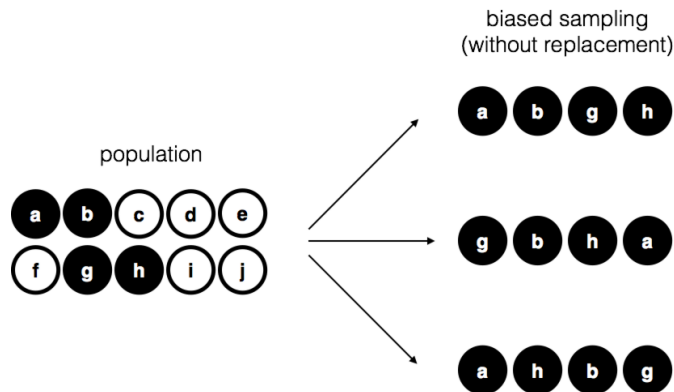 biased sampling
(without replacement)
a b g h
population
a b c d e
f g h i j
g b h a
a h b g